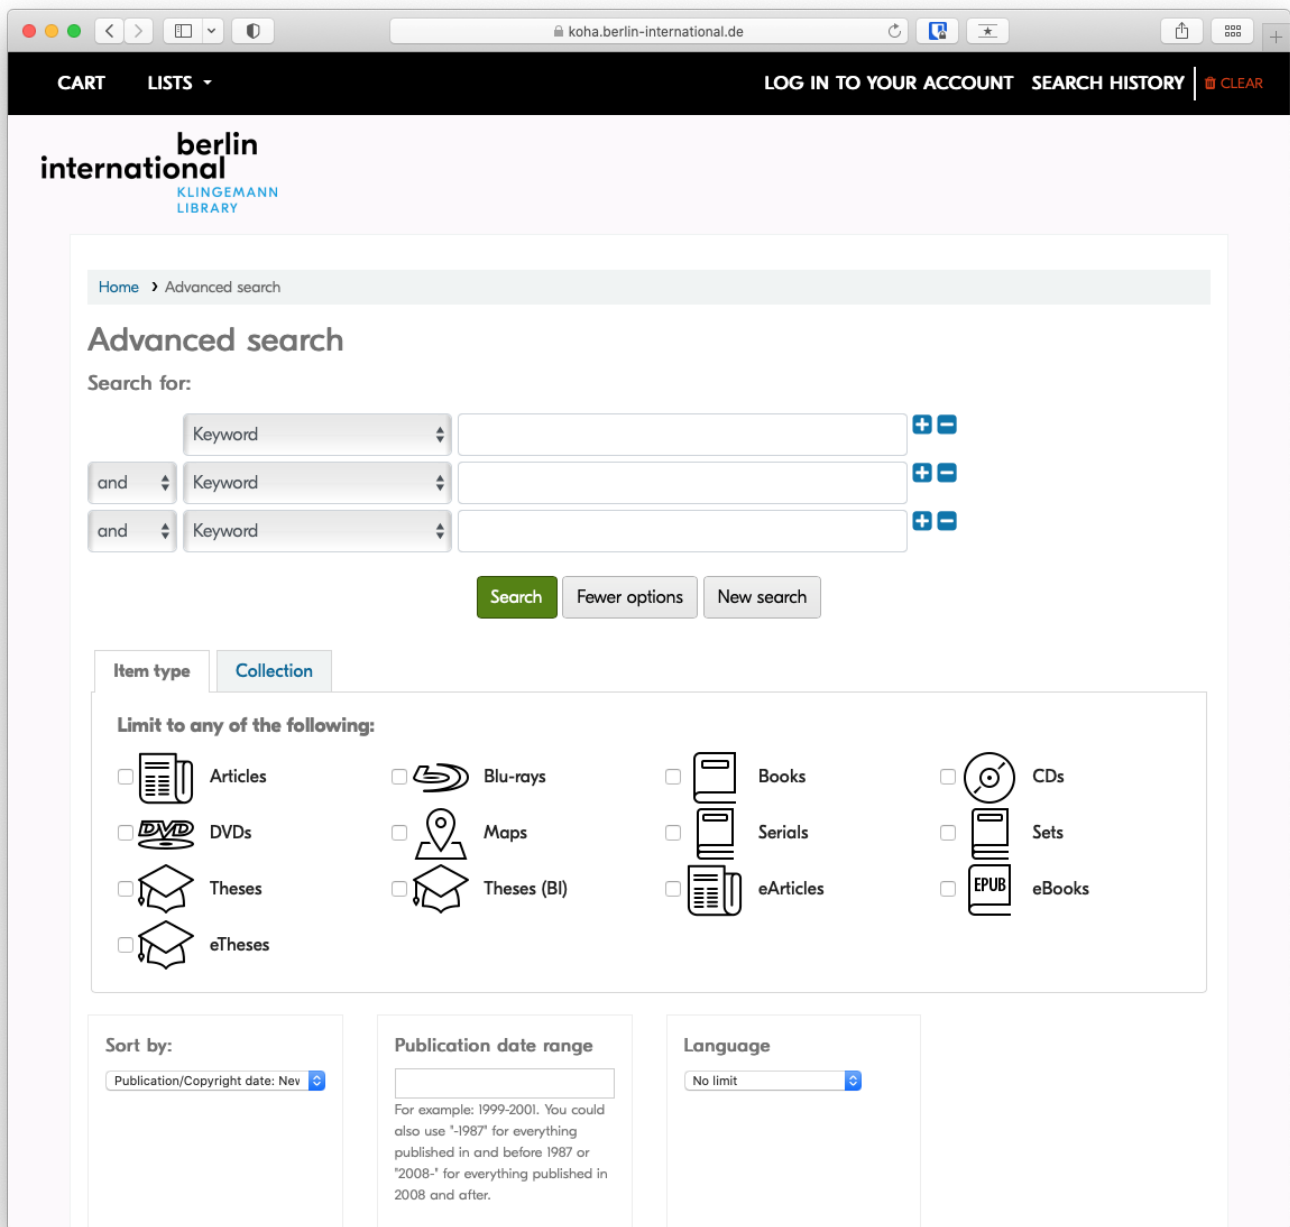 koha.berlin-international.de
CART LISTS LOG IN TO YOUR ACCOUNT SEARCH HISTORY CLEAR
berlin
international
KLINGEMANN
LIBRARY
Home › Advanced search
Advanced search
Search for:
Keyword
and Keyword
and Keyword
Search Fewer options New search
Item type Collection
Limit to any of the following:
Articles Blu-rays Books CDs
DVD DVDs Maps Serials Sets
Theses Theses (BI) eArticles EPUB eBooks
eTheses
Sort by:
Publication/Copyright date: New
Publication date range
For example: 1999-2001. You could
also use "-1987" for everything
published in and before 1987 or
"2008-" for everything published in
2008 and after.
Language
No limit